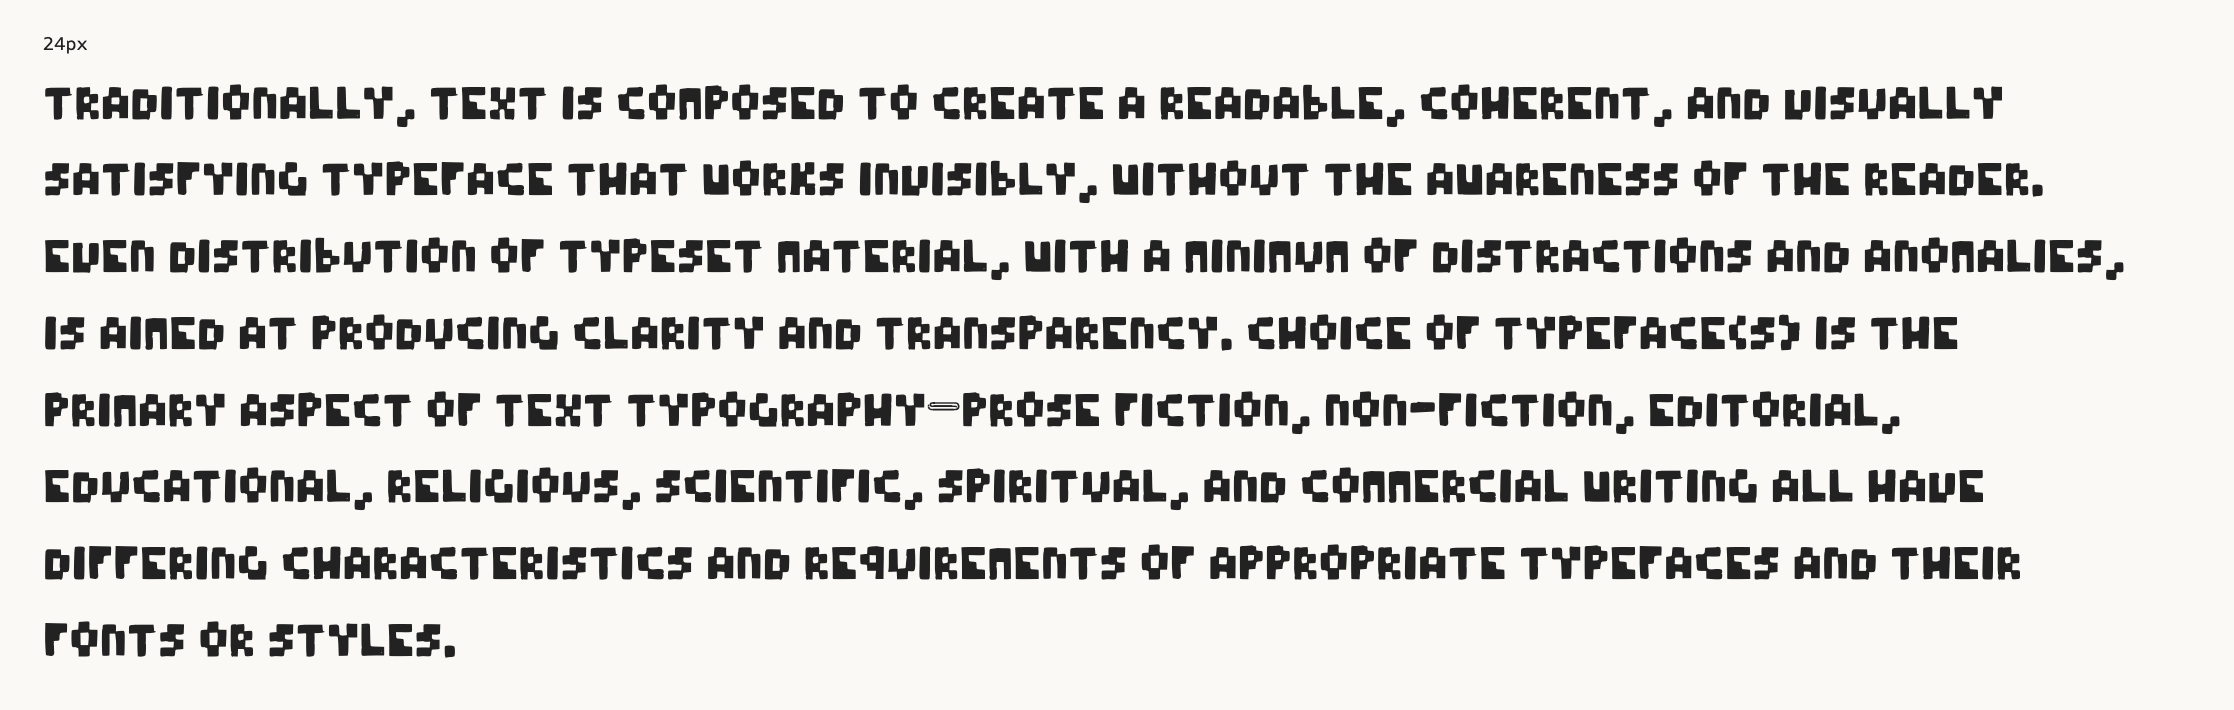 24px
TRADITIONALLY, TEXT IS COMPOSED TO CREATE A READABLE, COHERENT, AND VISUALLY
SATISFYING TYPEFACE THAT WORKS INVISIBLY, WITHOUT THE AWARENESS OF THE READER.
EVEN DISTRIBUTION OF TYPESET MATERIAL, WITH A MINIMUM OF DISTRACTIONS AND ANOMALIES,
IS AIMED AT PRODUCING CLARITY AND TRANSPARENCY. CHOICE OF TYPEFACE(S) IS THE
PRIMARY ASPECT OF TEXT TYPOGRAPHY—PROSE FICTION, NON-FICTION, EDITORIAL,
EDUCATIONAL, RELIGIOUS, SCIENTIFIC, SPIRITUAL, AND COMMERCIAL WRITING ALL HAVE
DIFFERING CHARACTERISTICS AND REQUIREMENTS OF APPROPRIATE TYPEFACES AND THEIR
FONTS OR STYLES.